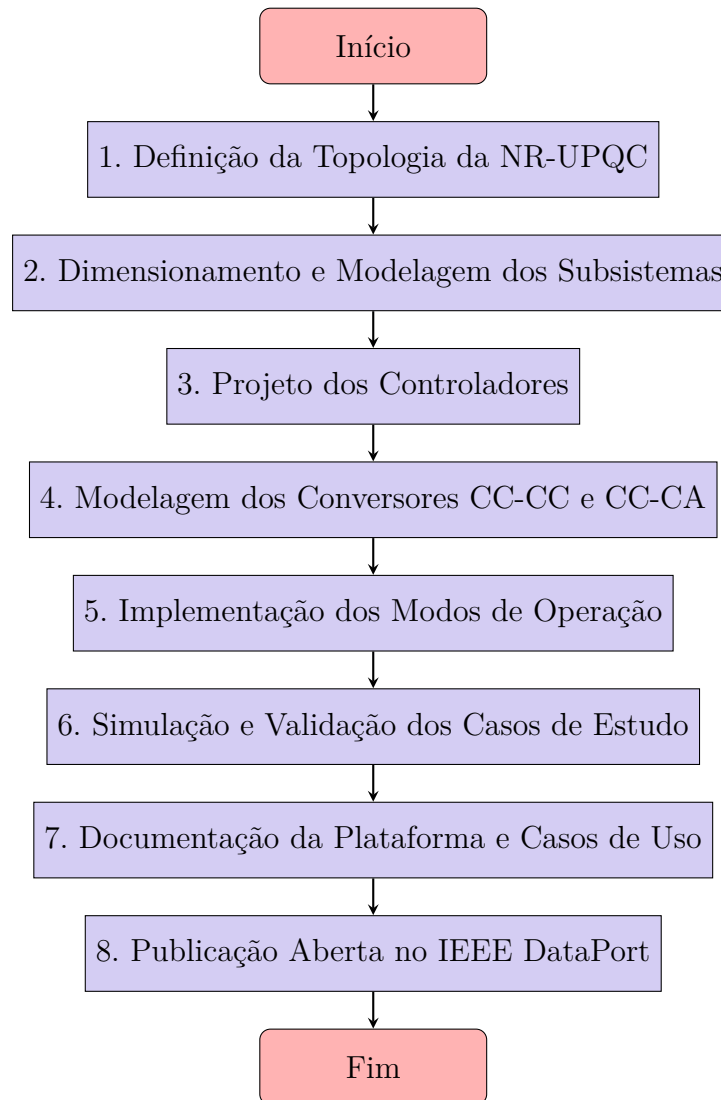 Início
1. Definição da Topologia da NR-UPQC
2. Dimensionamento e Modelagem dos Subsistemas
3. Projeto dos Controladores
4. Modelagem dos Conversores CC-CC e CC-CA
5. Implementação dos Modos de Operação
6. Simulação e Validação dos Casos de Estudo
7. Documentação da Plataforma e Casos de Uso
8. Publicação Aberta no IEEE DataPort
Fim